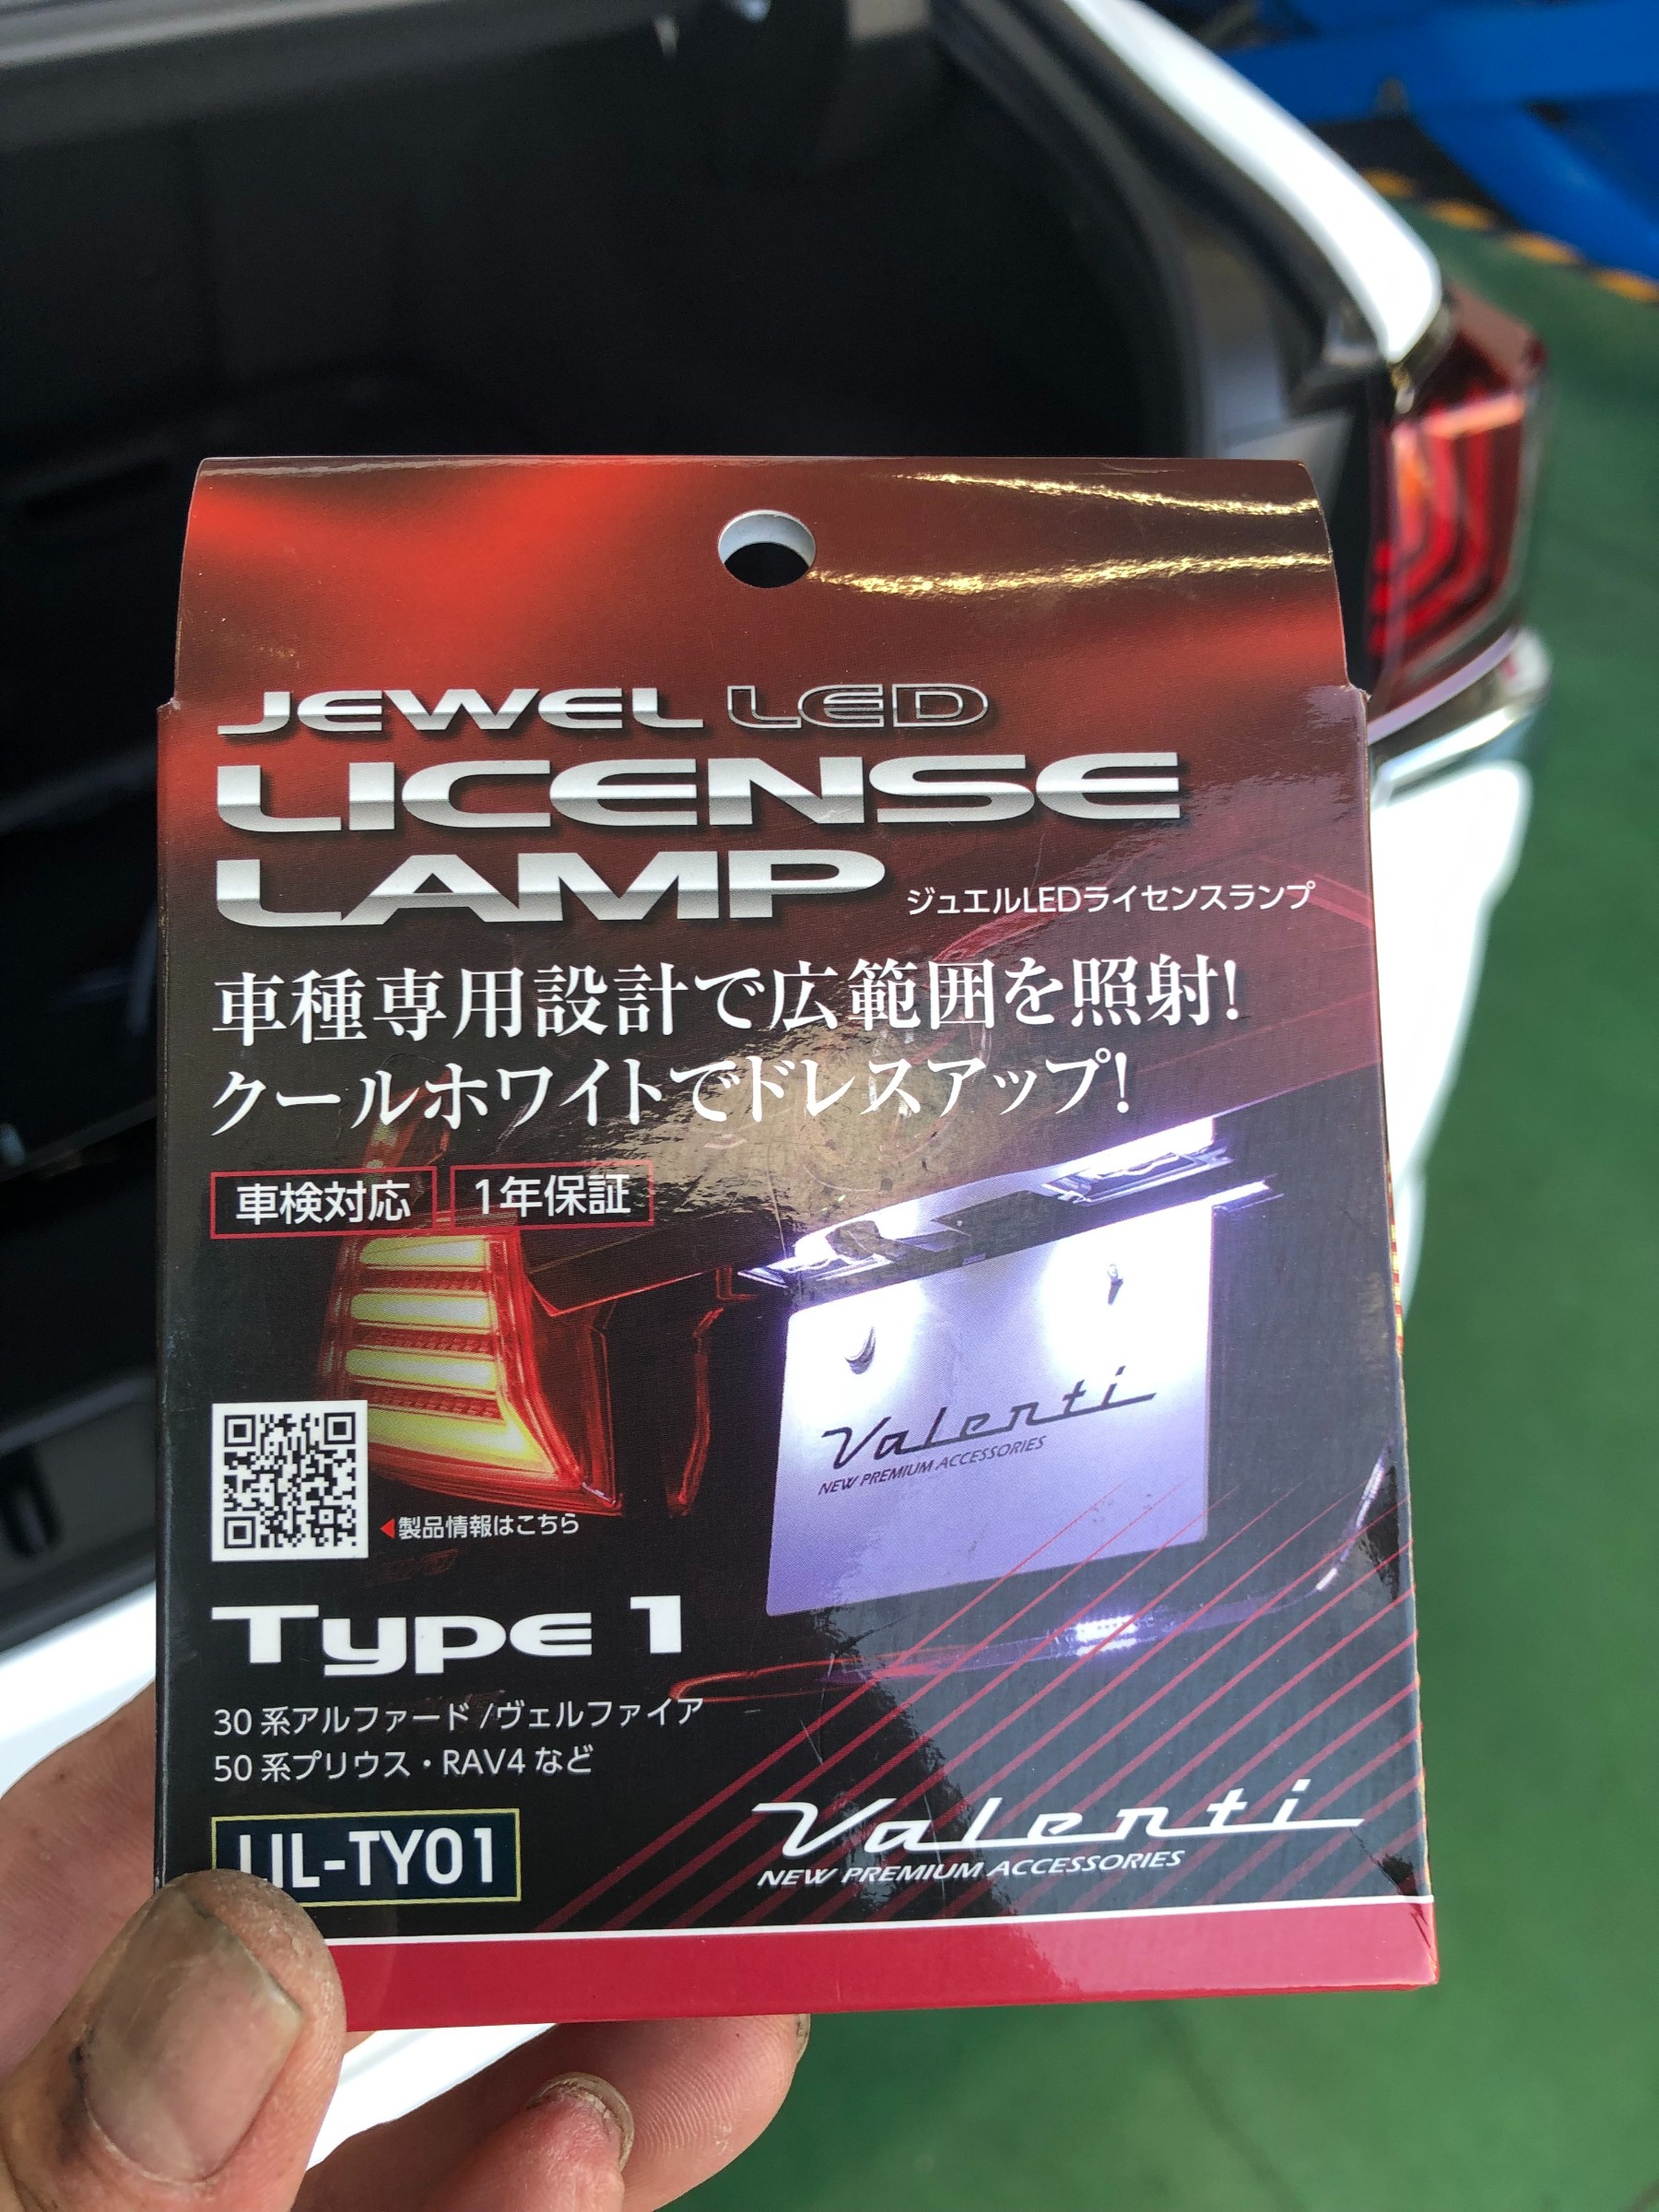 JEWEL LED
LICENSE
LAMP
ジュエルLEDライセンスランプ
車種専用設計で広範囲を照射!
クールホワイトでドレスアップ!
車検対応
1年保証
Valenti
NEW PREMIUM ACCESSORIES
◀製品情報はこちら
Type 1
30系アルファード/ヴェルファイア
50系プリウス・RAV4など
Valenti
NEW PREMIUM ACCESSORIES